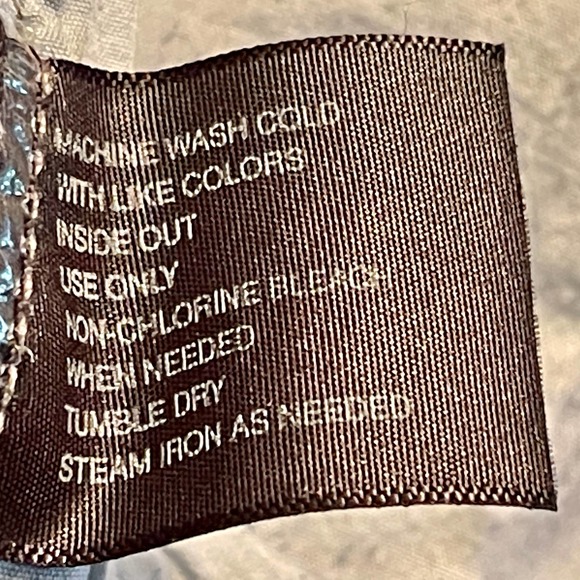 MACHINE WASH COLD
WITH LIKE COLORS
INSIDE OUT
USE ONLY
NON-CHLORINE BLEACH
WHEN NEEDED
TUMBLE DRY
STEAM IRON AS NEEDED